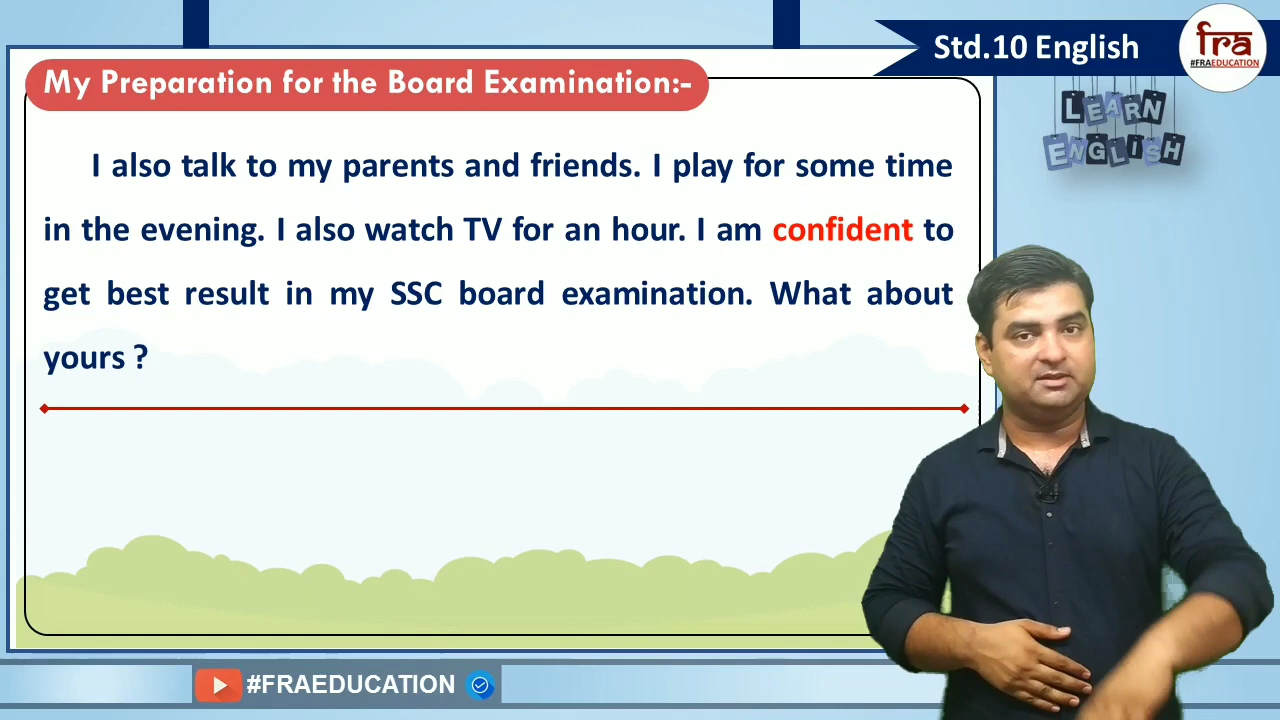 Std.10 English
fra
#FRAEDUCATION
My Preparation for the Board Examination:-
LEARN
ENGLISH
I also talk to my parents and friends. I play for some time
in the evening. I also watch TV for an hour. I am confident to
get best result in my SSC board examination. What about
yours ?
#FRAEDUCATION